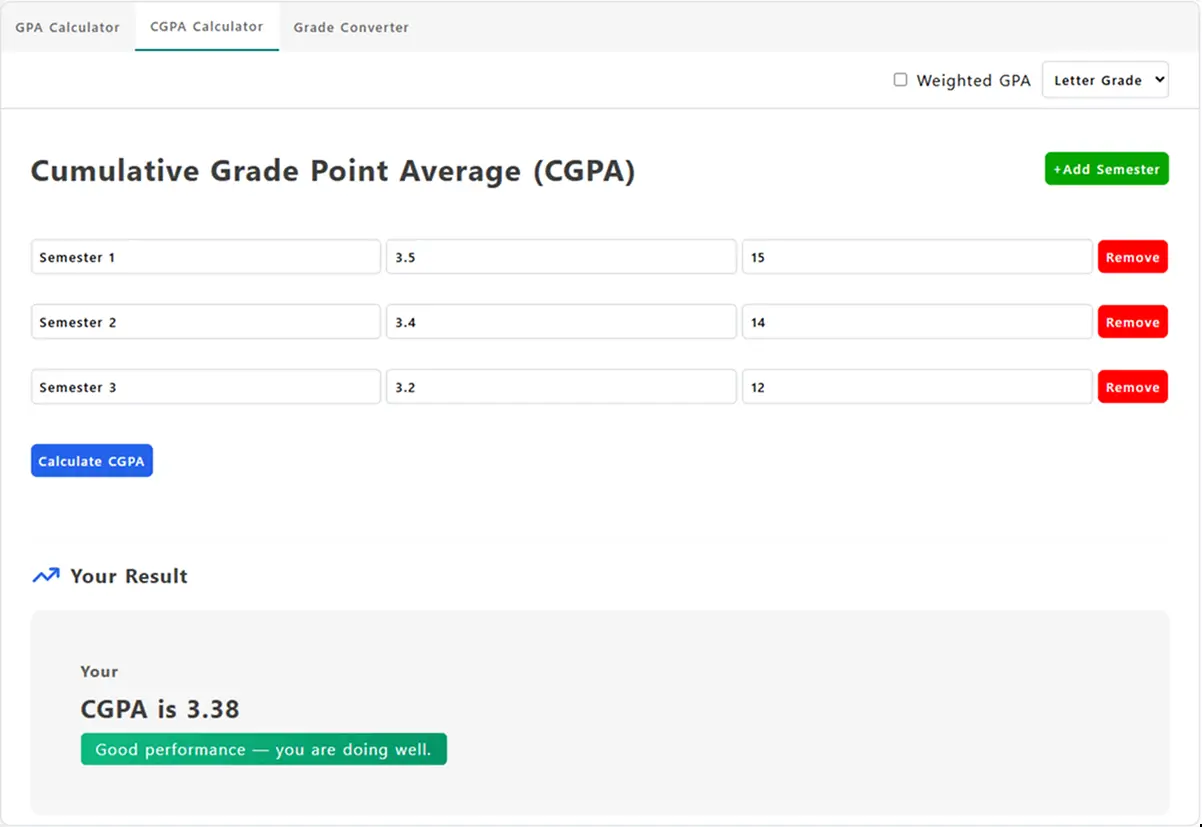 GPA Calculator CGPA Calculator Grade Converter
Weighted GPA Letter Grade
Cumulative Grade Point Average (CGPA) +Add Semester
Semester 1 3.5 15 Remove
Semester 2 3.4 14 Remove
Semester 3 3.2 12 Remove
Calculate CGPA
Your Result
Your
CGPA is 3.38
Good performance — you are doing well.